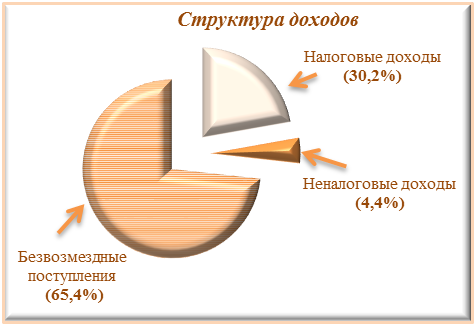 Структура доходов
Налоговые доходы
(30,2%)
Неналоговые доходы
(4,4%)
Безвозмездные
поступления
(65,4%)